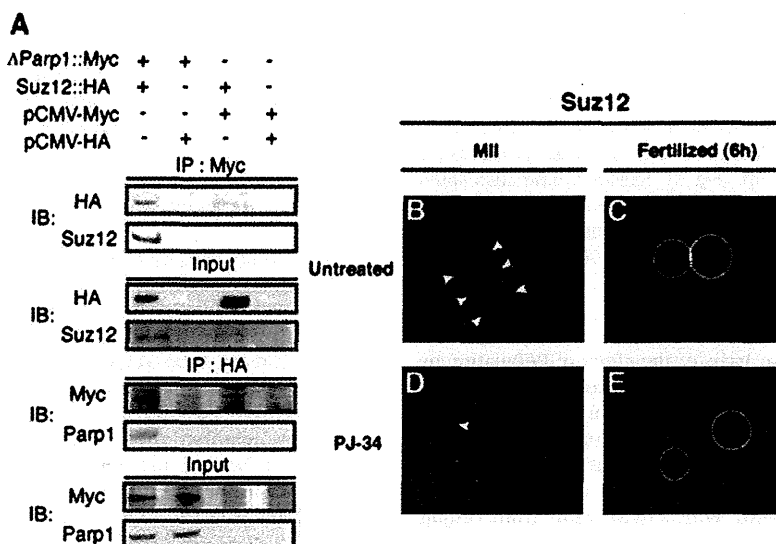 A
ΛParp1::Myc + + - -
Suz12::HA + - + -
pCMV-Myc - - + +
pCMV-HA - + - +
IP : Myc
IB:
HA
Suz12
Input
IB:
HA
Suz12
IP : HA
IB:
Myc
Parp1
Input
IB:
Myc
Parp1
Suz12
MII Fertilized (6h)
Untreated
B
C
PJ-34
D
E